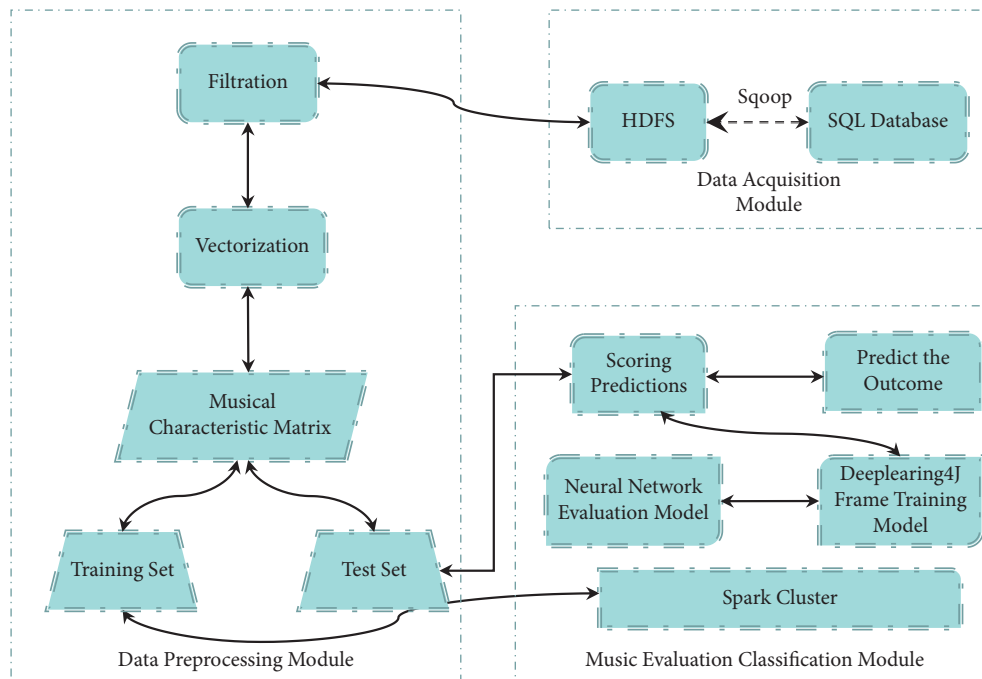 Filtration
Vectorization
Musical
Characteristic Matrix
Training Set
Test Set
Data Preprocessing Module
Sqoop
HDFS
SQL Database
Data Acquisition
Module
Scoring
Predictions
Predict the
Outcome
Neural Network
Evaluation Model
Deeplearing4J
Frame Training
Model
Spark Cluster
Music Evaluation Classification Module